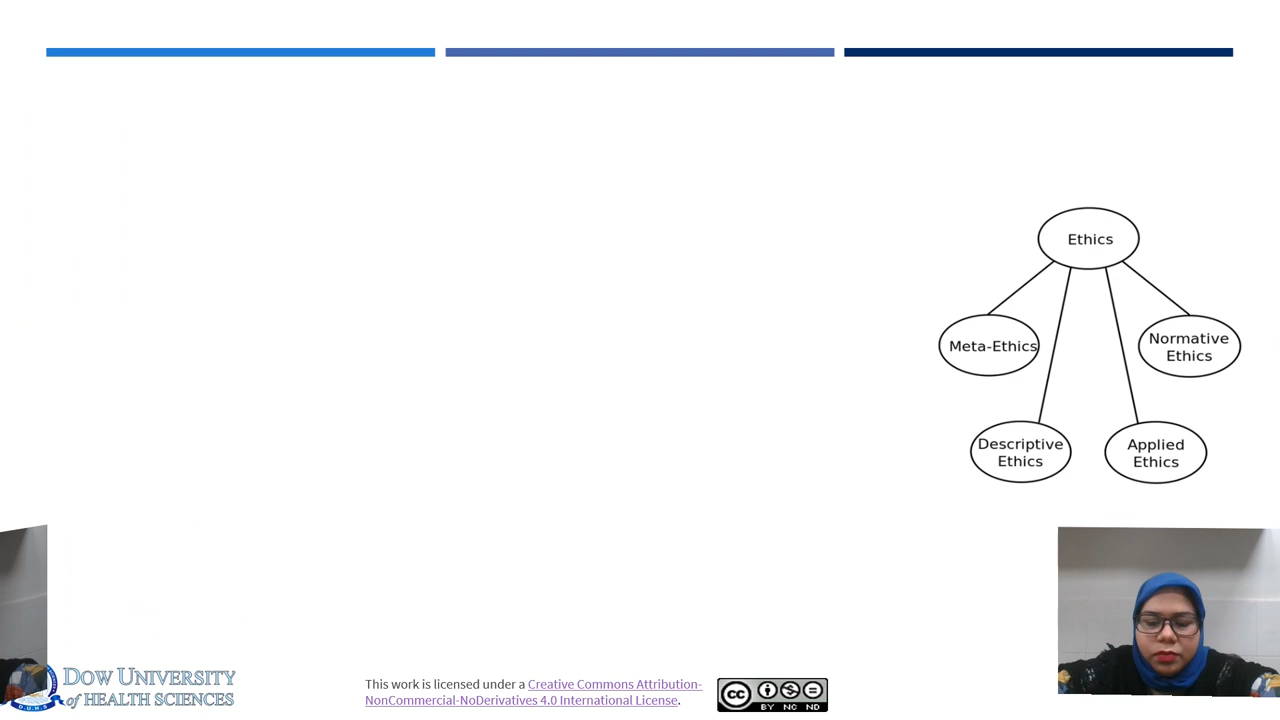 Ethics
Meta-Ethics
Normative
Ethics
Descriptive
Ethics
Applied
Ethics
DOW UNIVERSITY
of HEALTH SCIENCES
D.U.H.S
This work is licensed under a Creative Commons Attribution-
NonCommercial-NoDerivatives 4.0 International License.
cc
BY NC ND